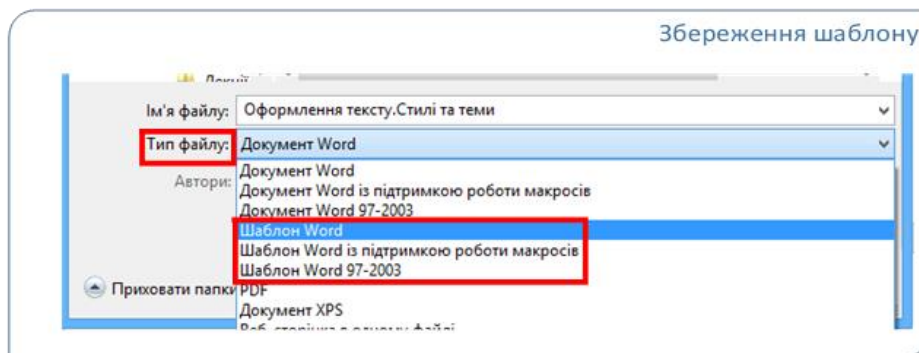 Збереження шаблону
Ім'я файлу: Оформлення тексту.Стилі та теми
Тип файлу: Документ Word
Автори:
Документ Word
Документ Word із підтримкою роботи макросів
Документ Word 97-2003
Шаблон Word
Шаблон Word із підтримкою роботи макросів
Шаблон Word 97-2003
Приховати папки
PDF
Документ XPS